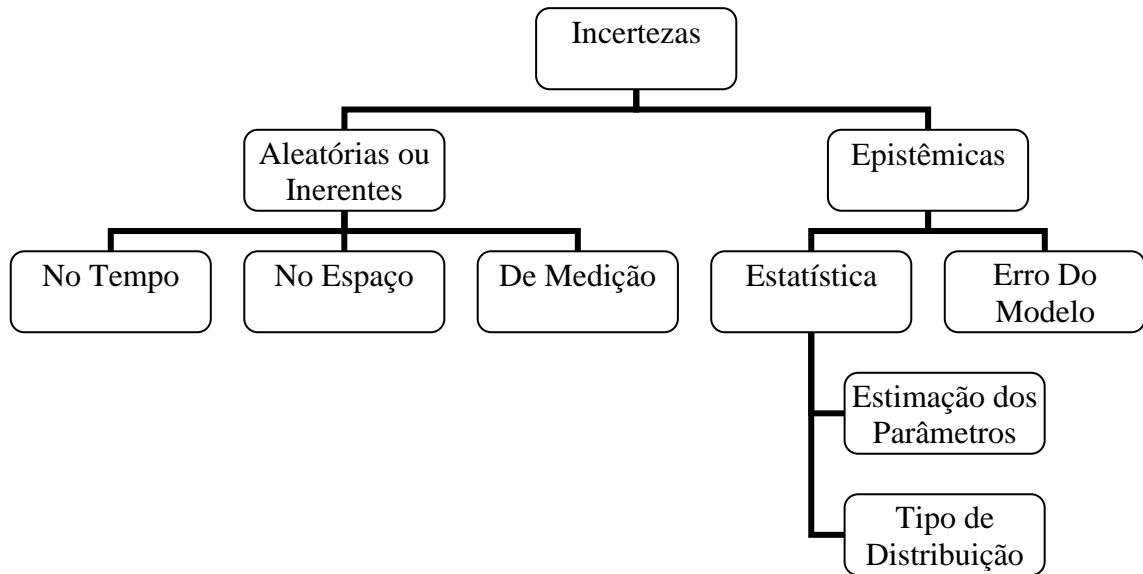 Incertezas
Aleatórias ou
Inerentes
Epistêmicas
No Tempo
No Espaço
De Medição
Estatística
Erro Do
Modelo
Estimação dos
Parâmetros
Tipo de
Distribuição